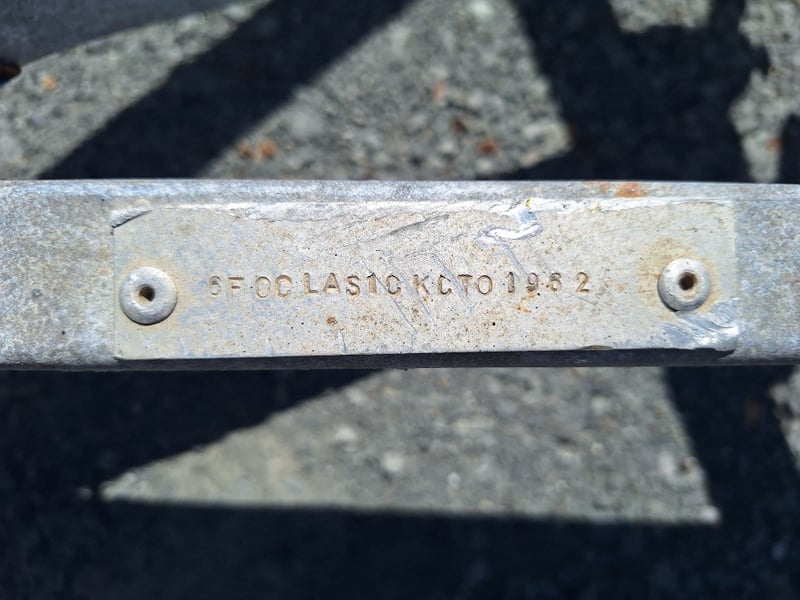 6F OC LAS1C KCTO 1962